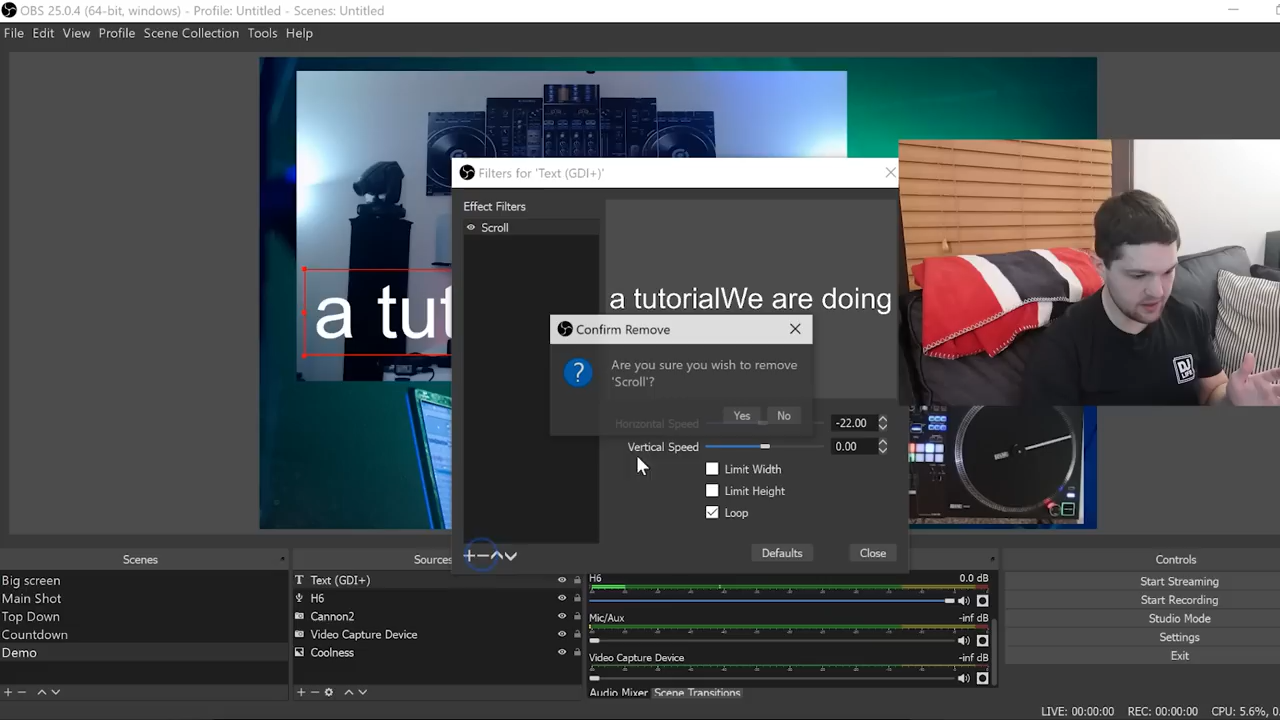 OBS 25.0.4 (64-bit, windows) - Profile: Untitled - Scenes: Untitled
File Edit View Profile Scene Collection Tools Help
Filters for 'Text (GDI+)'
Effect Filters
Scroll
a tut
a tutorialWe are doing
Confirm Remove
Are you sure you wish to remove
'Scroll'?
Yes No
Horizontal Speed -22.00
Vertical Speed 0.00
Limit Width
Limit Height
Loop
Defaults Close
DJ
LIFE
Scenes
Big screen
Main Shot
Top Down
Countdown
Demo
Sources
Text (GDI+)
H6
Cannon2
Video Capture Device
Coolness
H6 0.0 dB
Mic/Aux -inf dB
Video Capture Device -inf dB
Audio Mixer Scene Transitions
Controls
Start Streaming
Start Recording
Studio Mode
Settings
Exit
LIVE: 00:00:00 REC: 00:00:00 CPU: 5.6%, 0